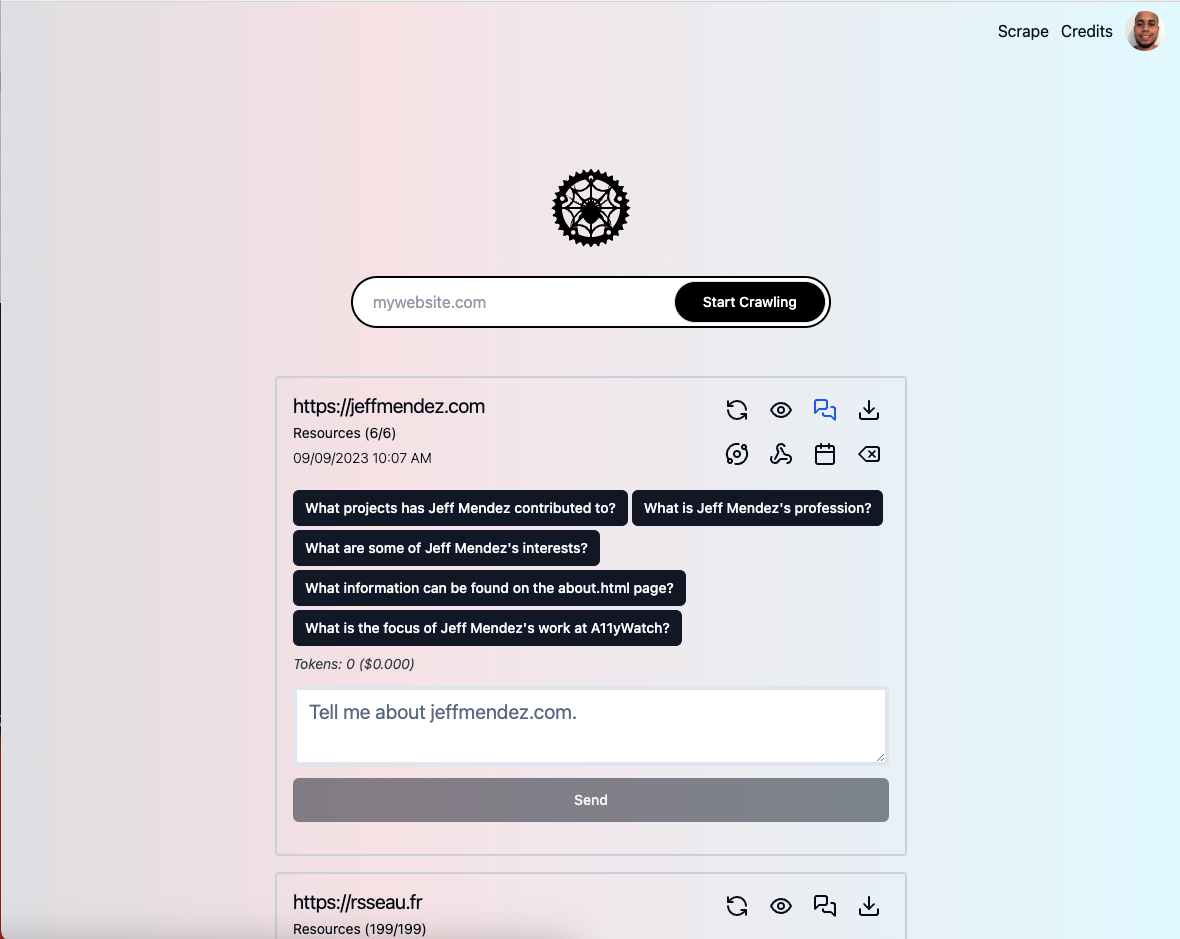 Scrape Credits
mywebsite.com Start Crawling
https://jeffmendez.com
Resources (6/6)
09/09/2023 10:07 AM
What projects has Jeff Mendez contributed to? What is Jeff Mendez's profession?
What are some of Jeff Mendez's interests?
What information can be found on the about.html page?
What is the focus of Jeff Mendez's work at A11yWatch?
Tokens: 0 ($0.000)
Tell me about jeffmendez.com.
Send
https://rsseau.fr
Resources (199/199)